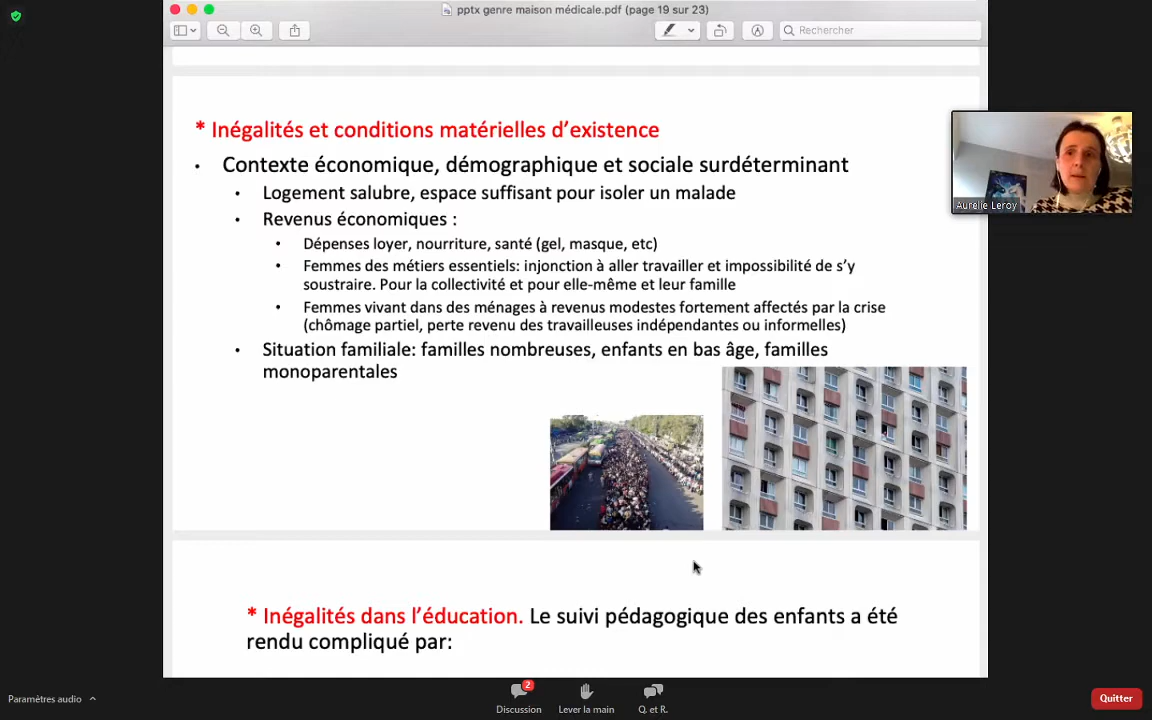 pptx genre maison médicale.pdf (page 19 sur 23)
Rechercher
* Inégalités et conditions matérielles d’existence
• Contexte économique, démographique et sociale surdéterminant
• Logement salubre, espace suffisant pour isoler un malade
• Revenus économiques :
• Dépenses loyer, nourriture, santé (gel, masque, etc)
• Femmes des métiers essentiels: injonction à aller travailler et impossibilité de s’y
soustraire. Pour la collectivité et pour elle-même et leur famille
• Femmes vivant dans des ménages à revenus modestes fortement affectés par la crise
(chômage partiel, perte revenu des travailleuses indépendantes ou informelles)
• Situation familiale: familles nombreuses, enfants en bas âge, familles
monoparentales
Aurelie Leroy
* Inégalités dans l’éducation. Le suivi pédagogique des enfants a été
rendu compliqué par:
Paramètres audio
2
Discussion
Lever la main
Q. et R.
Quitter